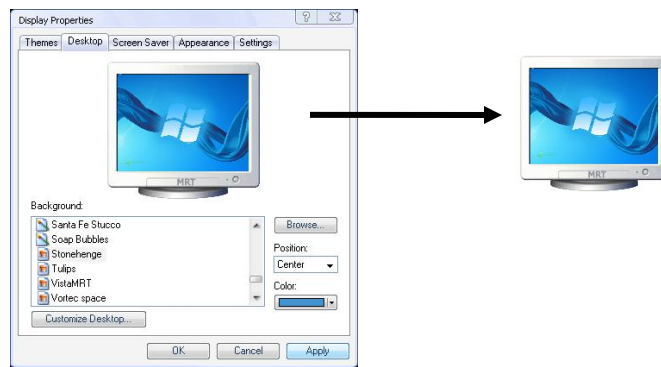 Display Properties
Themes Desktop Screen Saver Appearance Settings
MRT
MRT
Background:
Santa Fe Stucco
Soap Bubbles
Stonehenge
Tulips
VistaMRT
Vortec space
Browse...
Position:
Center
Color:
Customize Desktop...
OK Cancel Apply